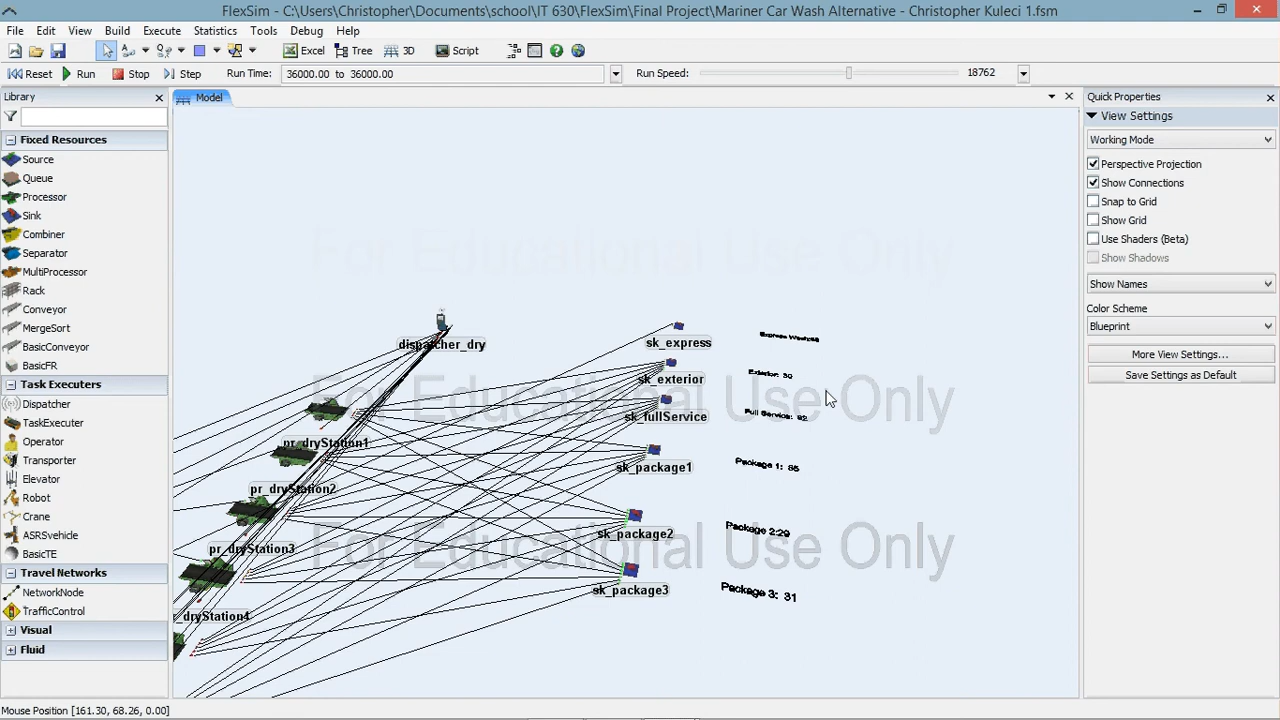 FlexSim - C:\Users\Christopher\Documents\school\IT 630\FlexSim\Final Project\Mariner Car Wash Alternative - Christopher Kuleci 1.fsm
File Edit View Build Execute Statistics Tools Debug Help
Excel Tree 3D Script
Reset Run Stop Step Run Time: 36000.00 to 36000.00 Run Speed: 18762
Library
Fixed Resources
Source
Queue
Processor
Sink
Combiner
Separator
MultiProcessor
Rack
Conveyor
MergeSort
BasicConveyor
BasicFR
Task Executers
Dispatcher
TaskExecuter
Operator
Transporter
Elevator
Robot
Crane
ASRSvehicle
BasicTE
Travel Networks
NetworkNode
TrafficControl
Visual
Fluid
Model
For Educational Use Only
dispatcher_dry
sk_express
sk_exterior
Exterior: 30
For Educational Use Only
sk_fullService
Full Service: 92
pr_dryStation1
sk_package1
Package 1: 85
pr_dryStation2
sk_package2
Package 2:29
For Educational Use Only
pr_dryStation3
sk_package3
Package 3: 31
_dryStation4
Quick Properties
View Settings
Working Mode
Perspective Projection
Show Connections
Snap to Grid
Show Grid
Use Shaders (Beta)
Show Shadows
Show Names
Color Scheme
Blueprint
More View Settings...
Save Settings as Default
Mouse Position [161.30, 68.26, 0.00]